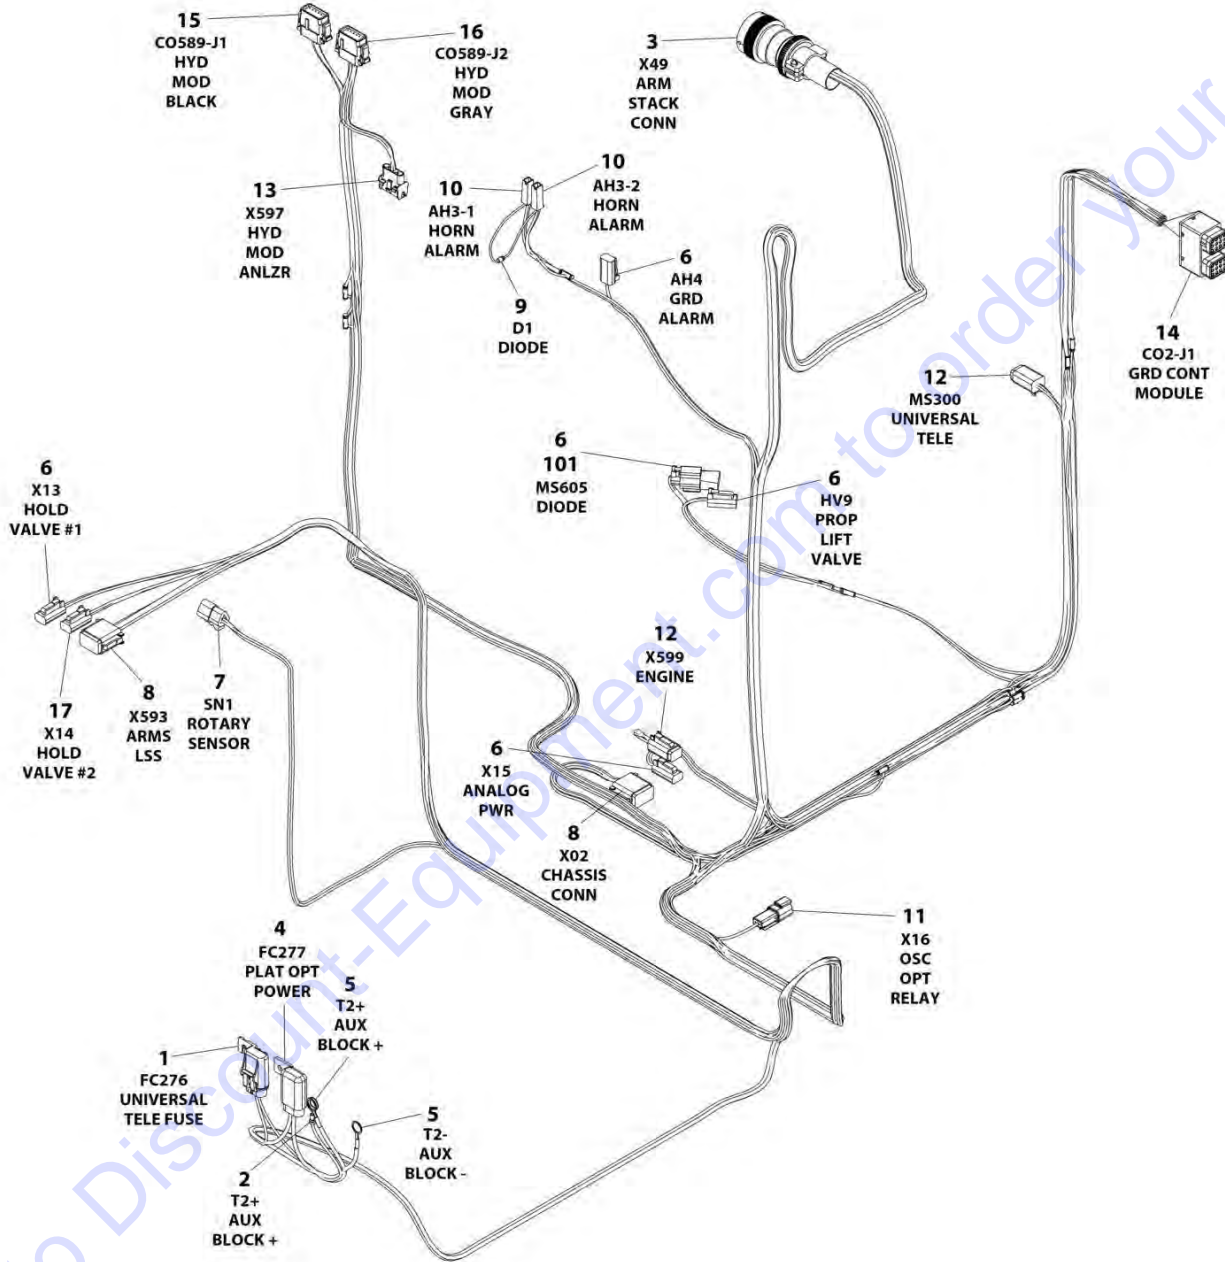 15
CO589-J1
HYD
MOD
BLACK
16
CO589-J2
HYD
MOD
GRAY
3
X49
ARM
STACK
CONN
13
X597
HYD
MOD
ANLZR
10
AH3-1
HORN
ALARM
10
AH3-2
HORN
ALARM
9
D1
DIODE
6
AH4
GRD
ALARM
14
CO2-J1
GRD CONT
MODULE
12
MS300
UNIVERSAL
TELE
6
101
MS605
DIODE
6
HV9
PROP
LIFT
VALVE
6
X13
HOLD
VALVE #1
17
X14
HOLD
VALVE #2
8
X593
ARMS
LSS
7
SN1
ROTARY
SENSOR
12
X599
ENGINE
6
X15
ANALOG
PWR
8
X02
CHASSIS
CONN
11
X16
OSC
OPT
RELAY
4
FC277
PLAT OPT
POWER
5
T2+
AUX
BLOCK +
1
FC276
UNIVERSAL
TELE FUSE
5
T2-
AUX
BLOCK -
2
T2+
AUX
BLOCK +
o Discount-Equipment.com to order your